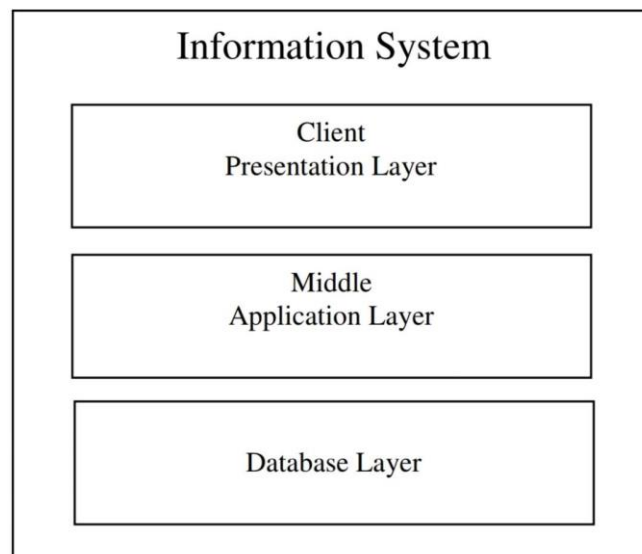 Information System
Client
Presentation Layer
Middle
Application Layer
Database Layer